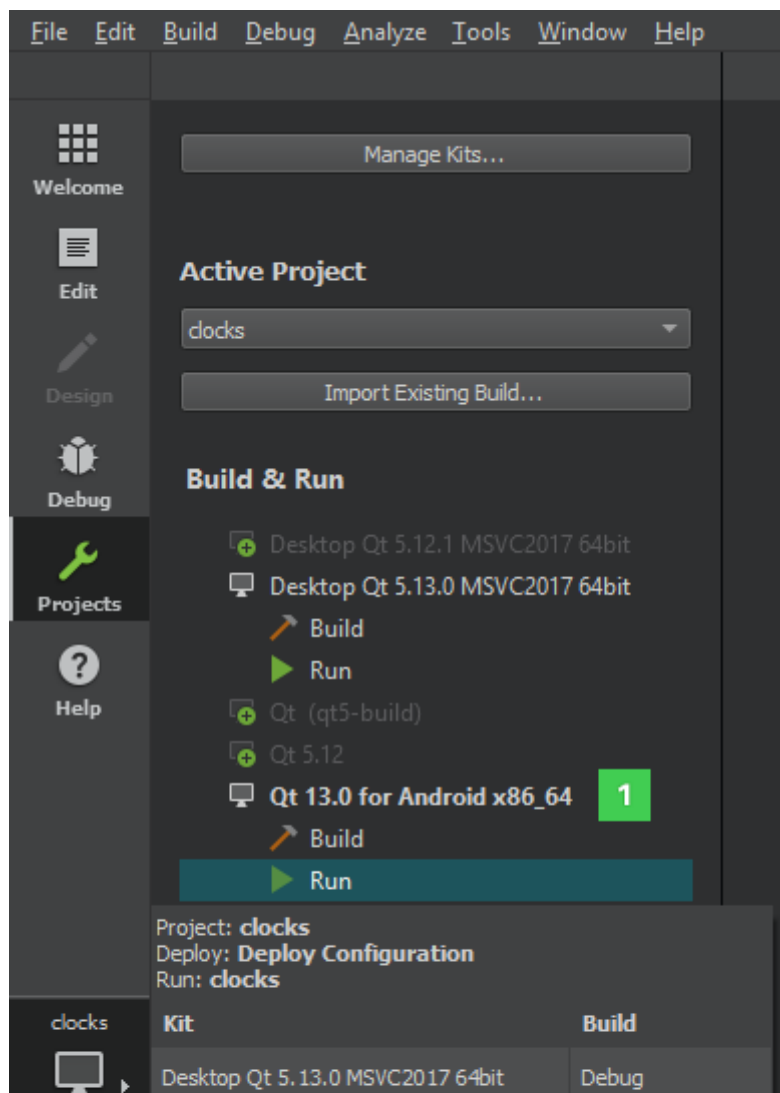 File Edit Build Debug Analyze Tools Window Help
Welcome
Edit
Design
Debug
Projects
Help
Manage Kits...
Active Project
clocks
Import Existing Build...
Build & Run
Desktop Qt 5.12.1 MSVC2017 64bit
Desktop Qt 5.13.0 MSVC2017 64bit
Build
Run
Qt (qt5-build)
Qt 5.12
Qt 13.0 for Android x86_64 1
Build
Run
Project: clocks
Deploy: Deploy Configuration
Run: clocks
clocks
Kit Build
Desktop Qt 5.13.0 MSVC2017 64bit Debug